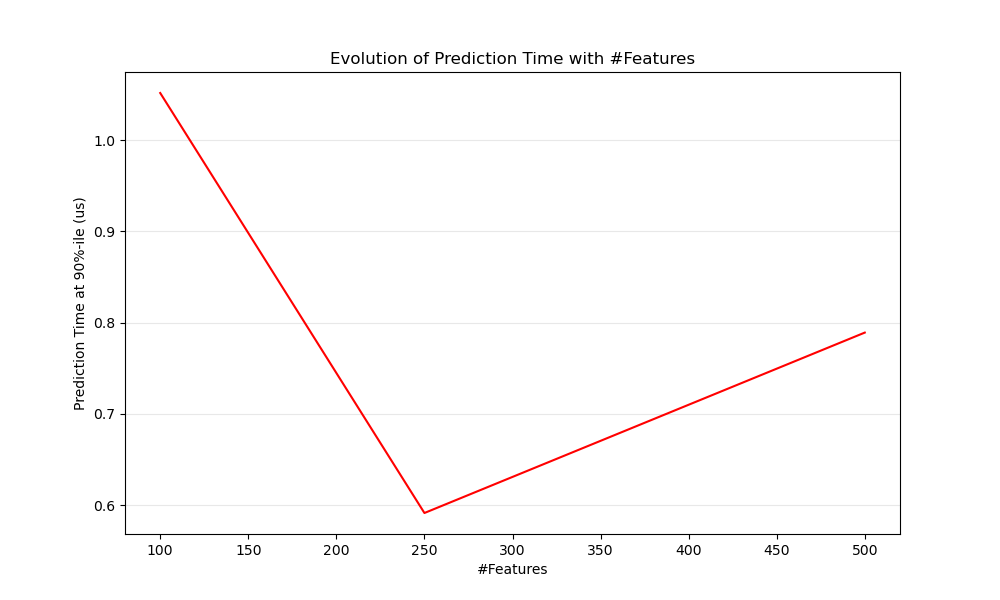 Evolution of Prediction Time with #Features
Prediction Time at 90%-ile (us)
1.0
0.9
0.8
0.7
0.6
100 150 200 250 300 350 400 450 500
#Features